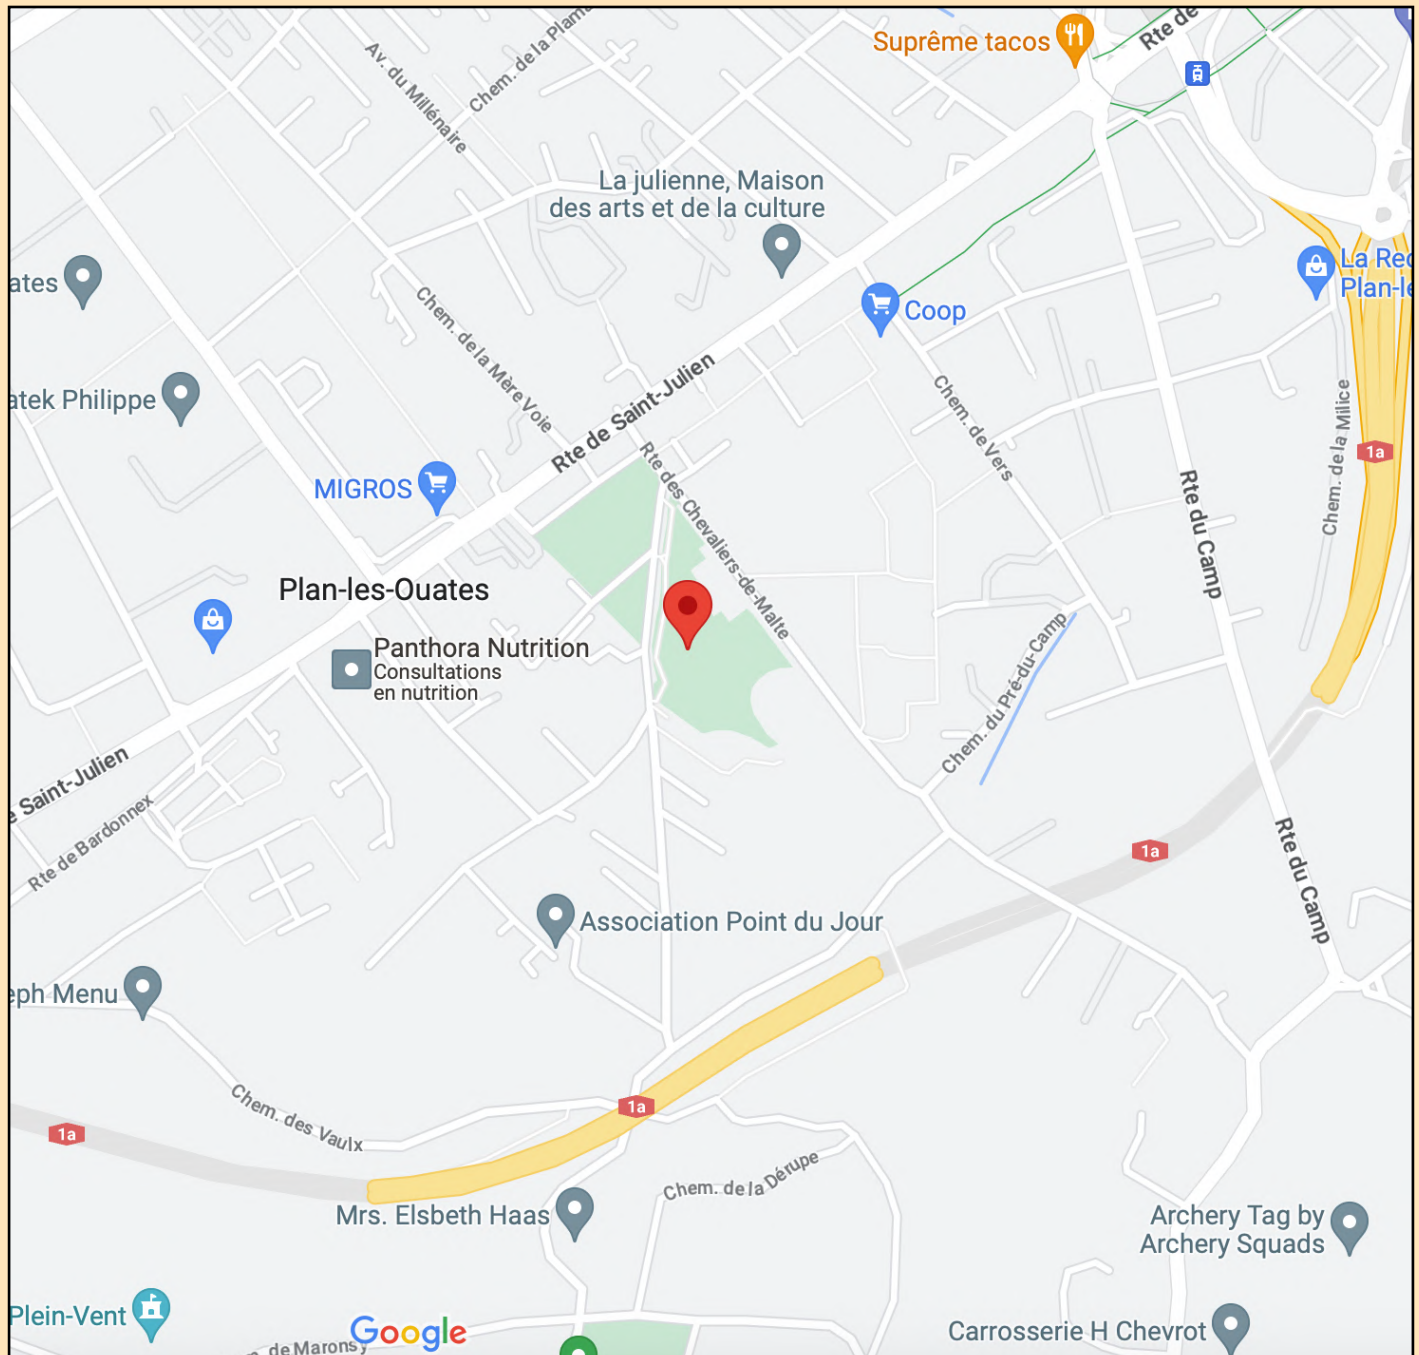 Chem. de la Plama
Rte de
Suprême tacos
Av. du Millénaire
La julienne, Maison
des arts et de la culture
ates
La Rec
Plan-le
Coop
Chem. de la Mère Voie
Rte de Saint-Julien
atek Philippe
Chem. de Vers
Chem. de la Milice
1a
MIGROS
Rte des Chevaliers-de-Malte
Rte du Camp
Plan-les-Ouates
Panthora Nutrition
Consultations
en nutrition
Chem. du Pré-du-Camp
e Saint-Julien
Rte de Bardonnex
1a
Rte du Camp
Association Point du Jour
eph Menu
Chem. des Vaulx
1a
1a
Chem. de la Dérupe
Mrs. Elsbeth Haas
Archery Tag by
Archery Squads
Plein-Vent
Google
Carrosserie H Chevrot
de Marons